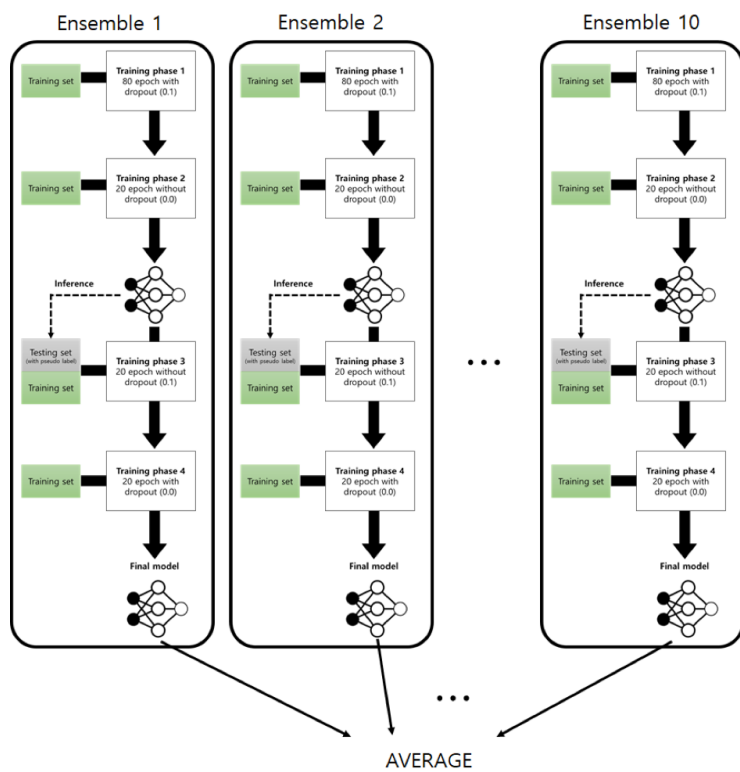 Ensemble 1
Training set
Training phase 1
80 epoch with
dropout (0.1)
Training set
Training phase 2
20 epoch without
dropout (0.0)
Inference
Testing set
(with pseudo label)
Training set
Training phase 3
20 epoch without
dropout (0.1)
Training set
Training phase 4
20 epoch with
dropout (0.0)
Final model
Ensemble 2
Training set
Training phase 1
80 epoch with
dropout (0.1)
Training set
Training phase 2
20 epoch without
dropout (0.0)
Inference
Testing set
(with pseudo label)
Training set
Training phase 3
20 epoch without
dropout (0.1)
Training set
Training phase 4
20 epoch with
dropout (0.0)
Final model
...
Ensemble 10
Training set
Training phase 1
80 epoch with
dropout (0.1)
Training set
Training phase 2
20 epoch without
dropout (0.0)
Inference
Testing set
(with pseudo label)
Training set
Training phase 3
20 epoch without
dropout (0.1)
Training set
Training phase 4
20 epoch with
dropout (0.0)
Final model
...
AVERAGE